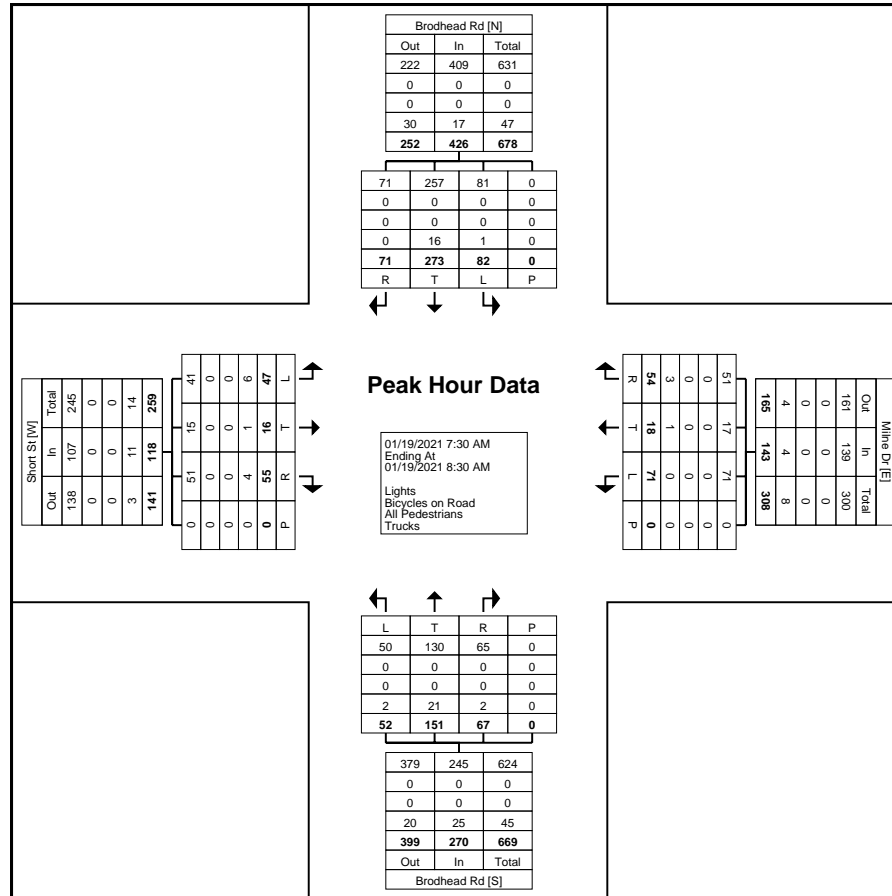 Brodhead Rd [N]
Out In Total
222 409 631
0 0 0
0 0 0
30 17 47
252 426 678
71 257 81 0
0 0 0 0
0 0 0 0
0 16 1 0
71 273 82 0
R T L P
Short St [W]
Total In Out
245 107 138
0 0 0
0 0 0
14 11 3
259 118 141
41 15 51 0
0 0 0 0
0 0 0 0
6 1 4 0
47 16 55 0
L T R P
Peak Hour Data
01/19/2021 7:30 AM
Ending At
01/19/2021 8:30 AM
Lights
Bicycles on Road
All Pedestrians
Trucks
R T L P
54 18 71 0
3 1 0 0
0 0 0 0
0 0 0 0
51 17 71 0
165 143 308
4 4 8
0 0 0
0 0 0
161 139 300
Out In Total
Milne Dr [E]
L T R P
50 130 65 0
0 0 0 0
0 0 0 0
2 21 2 0
52 151 67 0
379 245 624
0 0 0
0 0 0
20 25 45
399 270 669
Out In Total
Brodhead Rd [S]